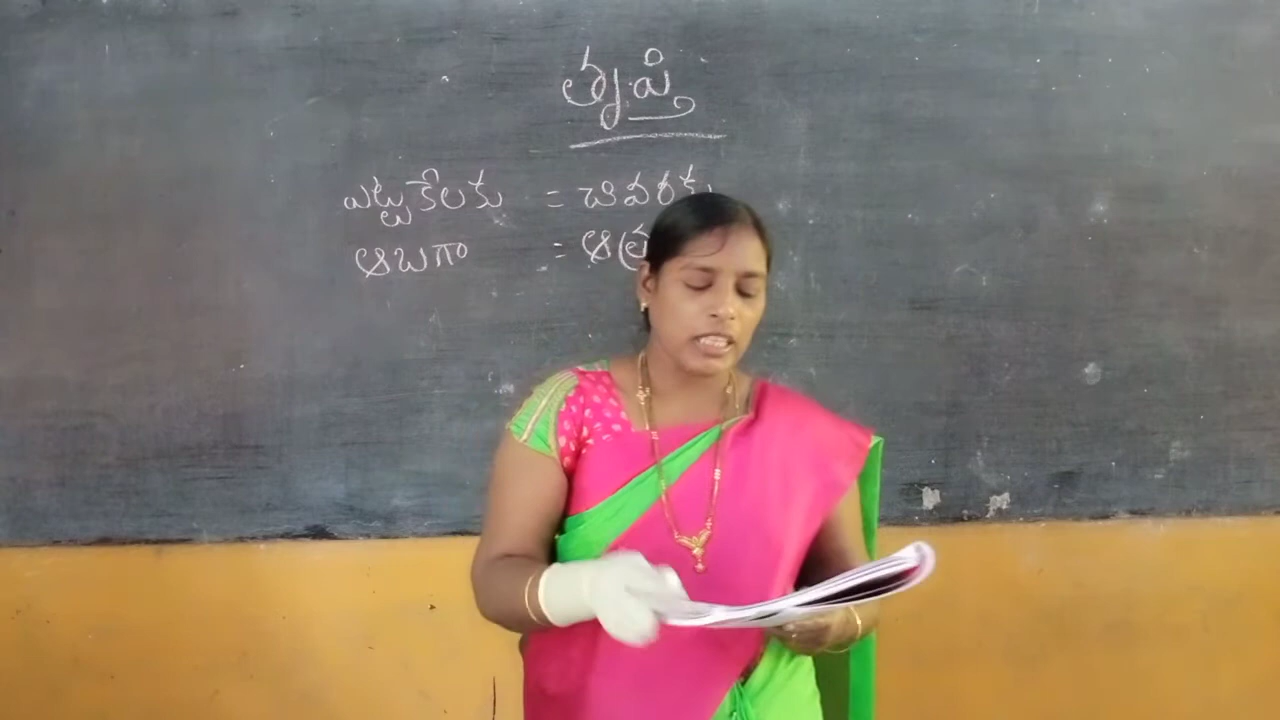 తృప్తి
ఎట్టకేలకు = చివరకు
ఆబగా =